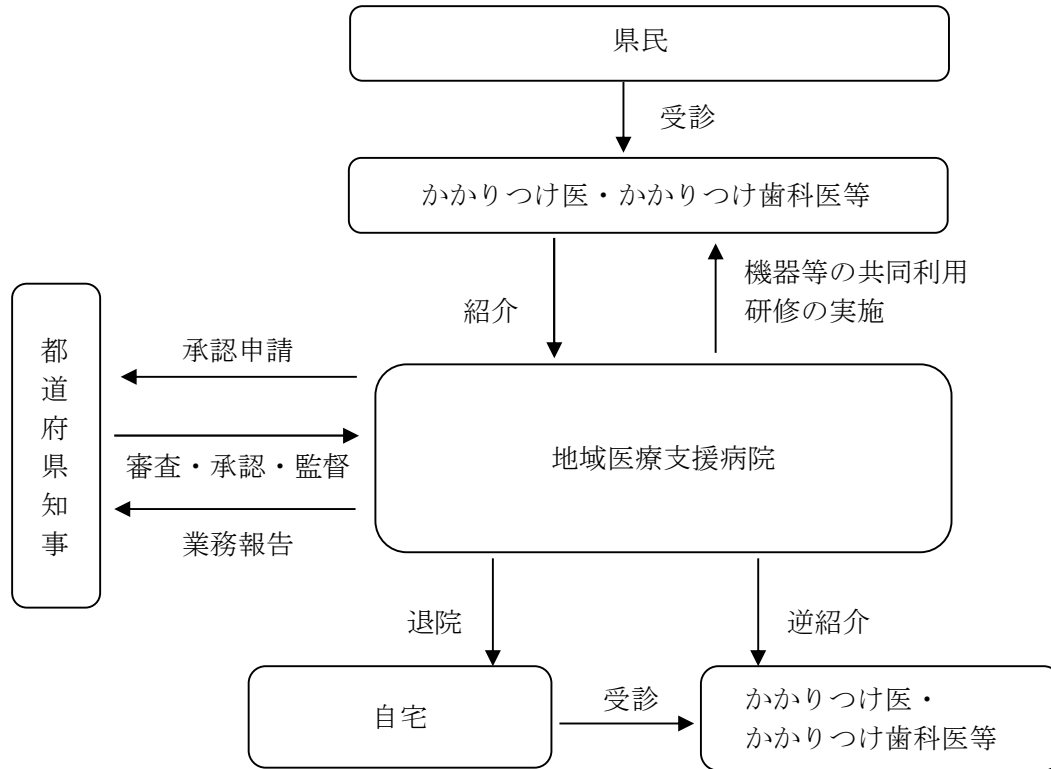 県民
受診
かかりつけ医・かかりつけ歯科医等
紹介
機器等の共同利用
研修の実施
都道府県知事
承認申請
審査・承認・監督
業務報告
地域医療支援病院
退院
逆紹介
自宅
受診
かかりつけ医・
かかりつけ歯科医等